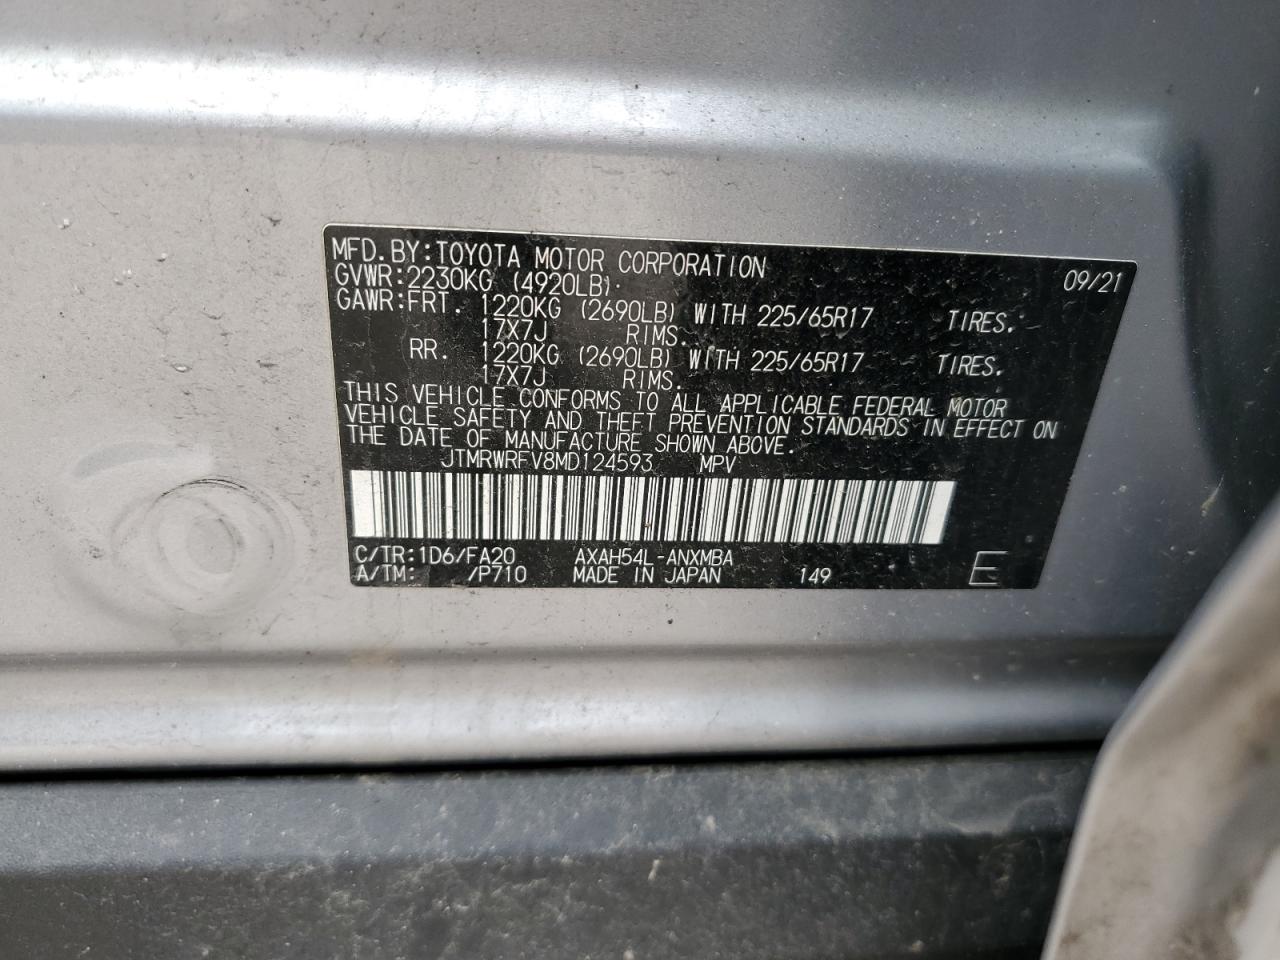 MFD.BY:TOYOTA MOTOR CORPORATION 09/21
GVWR:2230KG (4920LB).
GAWR:FRT. 1220KG (2690LB) WITH 225/65R17 TIRES.
17X7J RIMS.
RR. 1220KG (2690LB) WITH 225/65R17 TIRES.
17X7J RIMS.
THIS VEHICLE CONFORMS TO ALL APPLICABLE FEDERAL MOTOR
VEHICLE SAFETY AND THEFT PREVENTION STANDARDS IN EFFECT ON
THE DATE OF MANUFACTURE SHOWN ABOVE.
JTMRWRFV8MD124593 MPV
C/TR:1D6/FA20 AXAH54L-ANXMBA
A/TM: /P710 MADE IN JAPAN 149 E